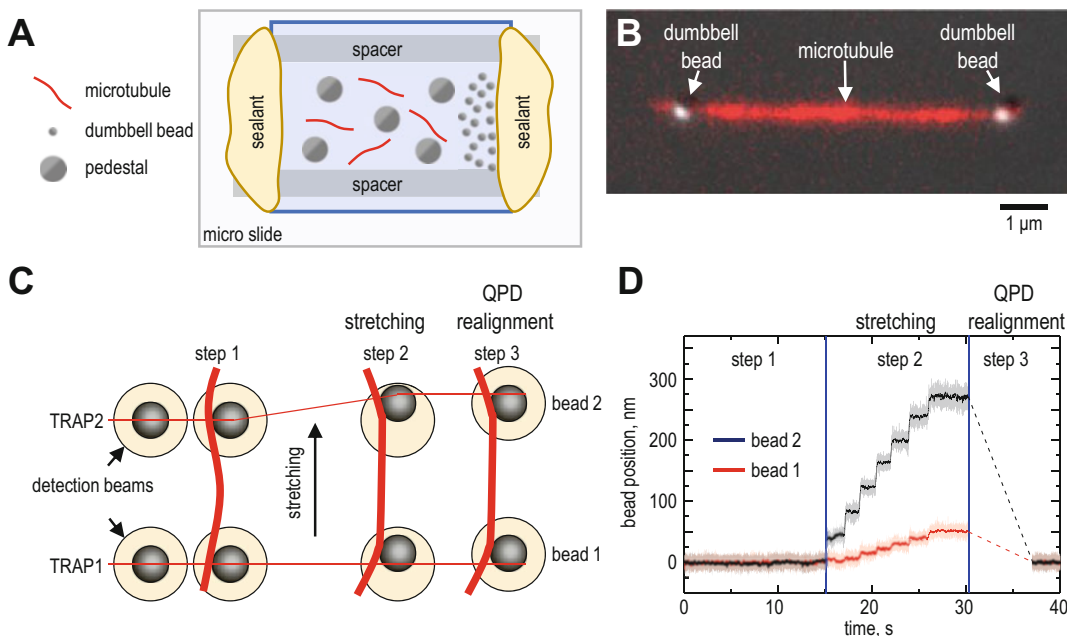 A
microtubule
dumbbell bead
pedestal
spacer
sealant
sealant
spacer
micro slide
B
dumbbell
bead
microtubule
dumbbell
bead
1 µm
C
QPD
stretching
realignment
step 1
step 2
step 3
TRAP2
bead 2
detection beams
stretching
TRAP1
bead 1
D
QPD
stretching
realignment
step 1
step 2
step 3
bead position, nm
300
250
200
150
100
50
0
bead 2
bead 1
0
10
20
30
40
time, s